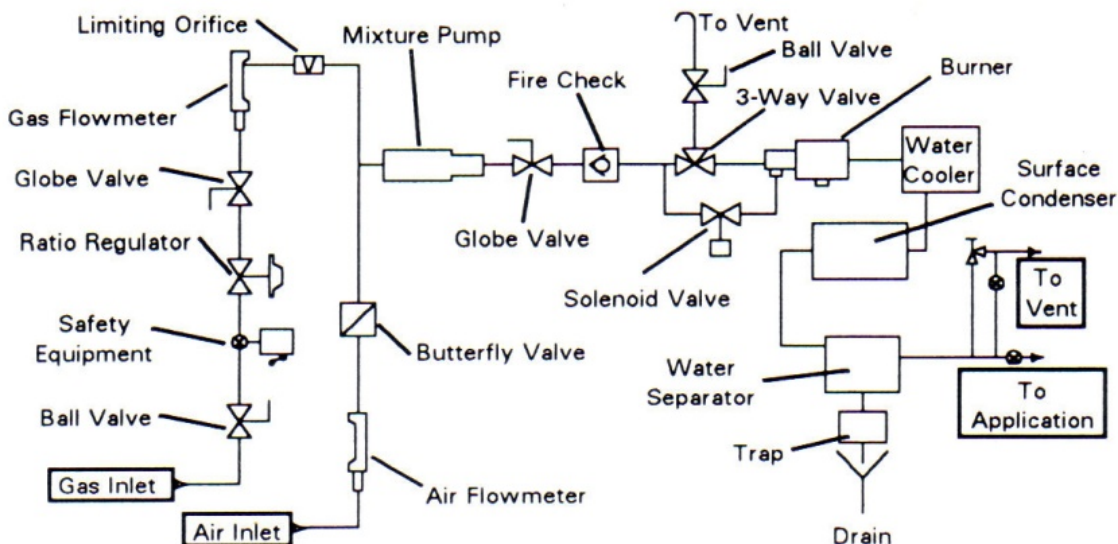 Limiting Orifice
Mixture Pump
To Vent
Ball Valve
Fire Check
Burner
3-Way Valve
Gas Flowmeter
Water
Cooler
Surface
Condenser
Globe Valve
Globe Valve
Ratio Regulator
Solenoid Valve
To
Vent
Safety
Equipment
Butterfly Valve
Water
Separator
To
Application
Ball Valve
Trap
Gas Inlet
Air Flowmeter
Air Inlet
Drain